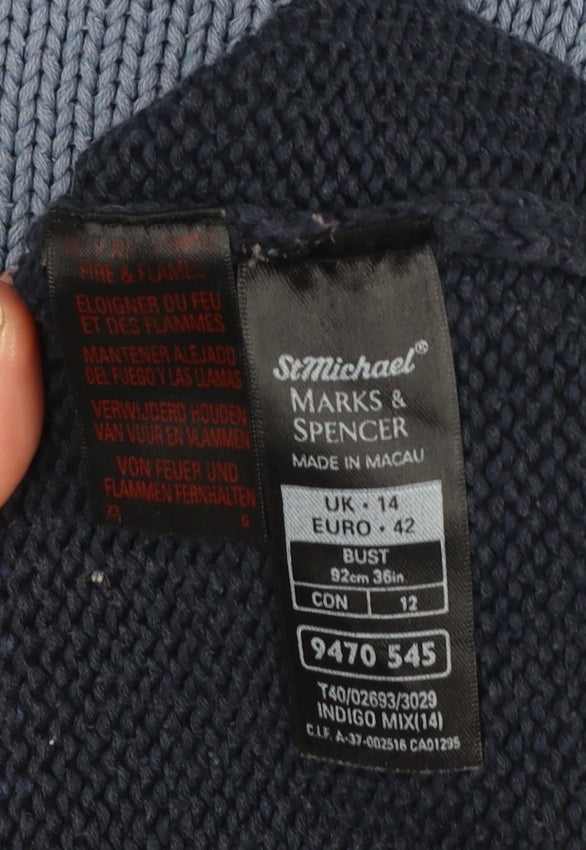 FIRE & FLAMES
ELOIGNER DU FEU
ET DES FLAMMES
MANTENER ALEJADO
DEL FUEGO Y LAS LLAMAS
VERWIJDERD HOUDEN
VAN VUUR EN VLAMMEN
VON FEUER UND
FLAMMEN FERNHALTEN
6
StMichael®
MARKS &
SPENCER
MADE IN MACAU
UK • 14
EURO • 42
BUST
92cm 36in
CON 12
9470 545
T40/02693/3029
INDIGO MIX(14)
C.I.F. A-37-002516 CA01295